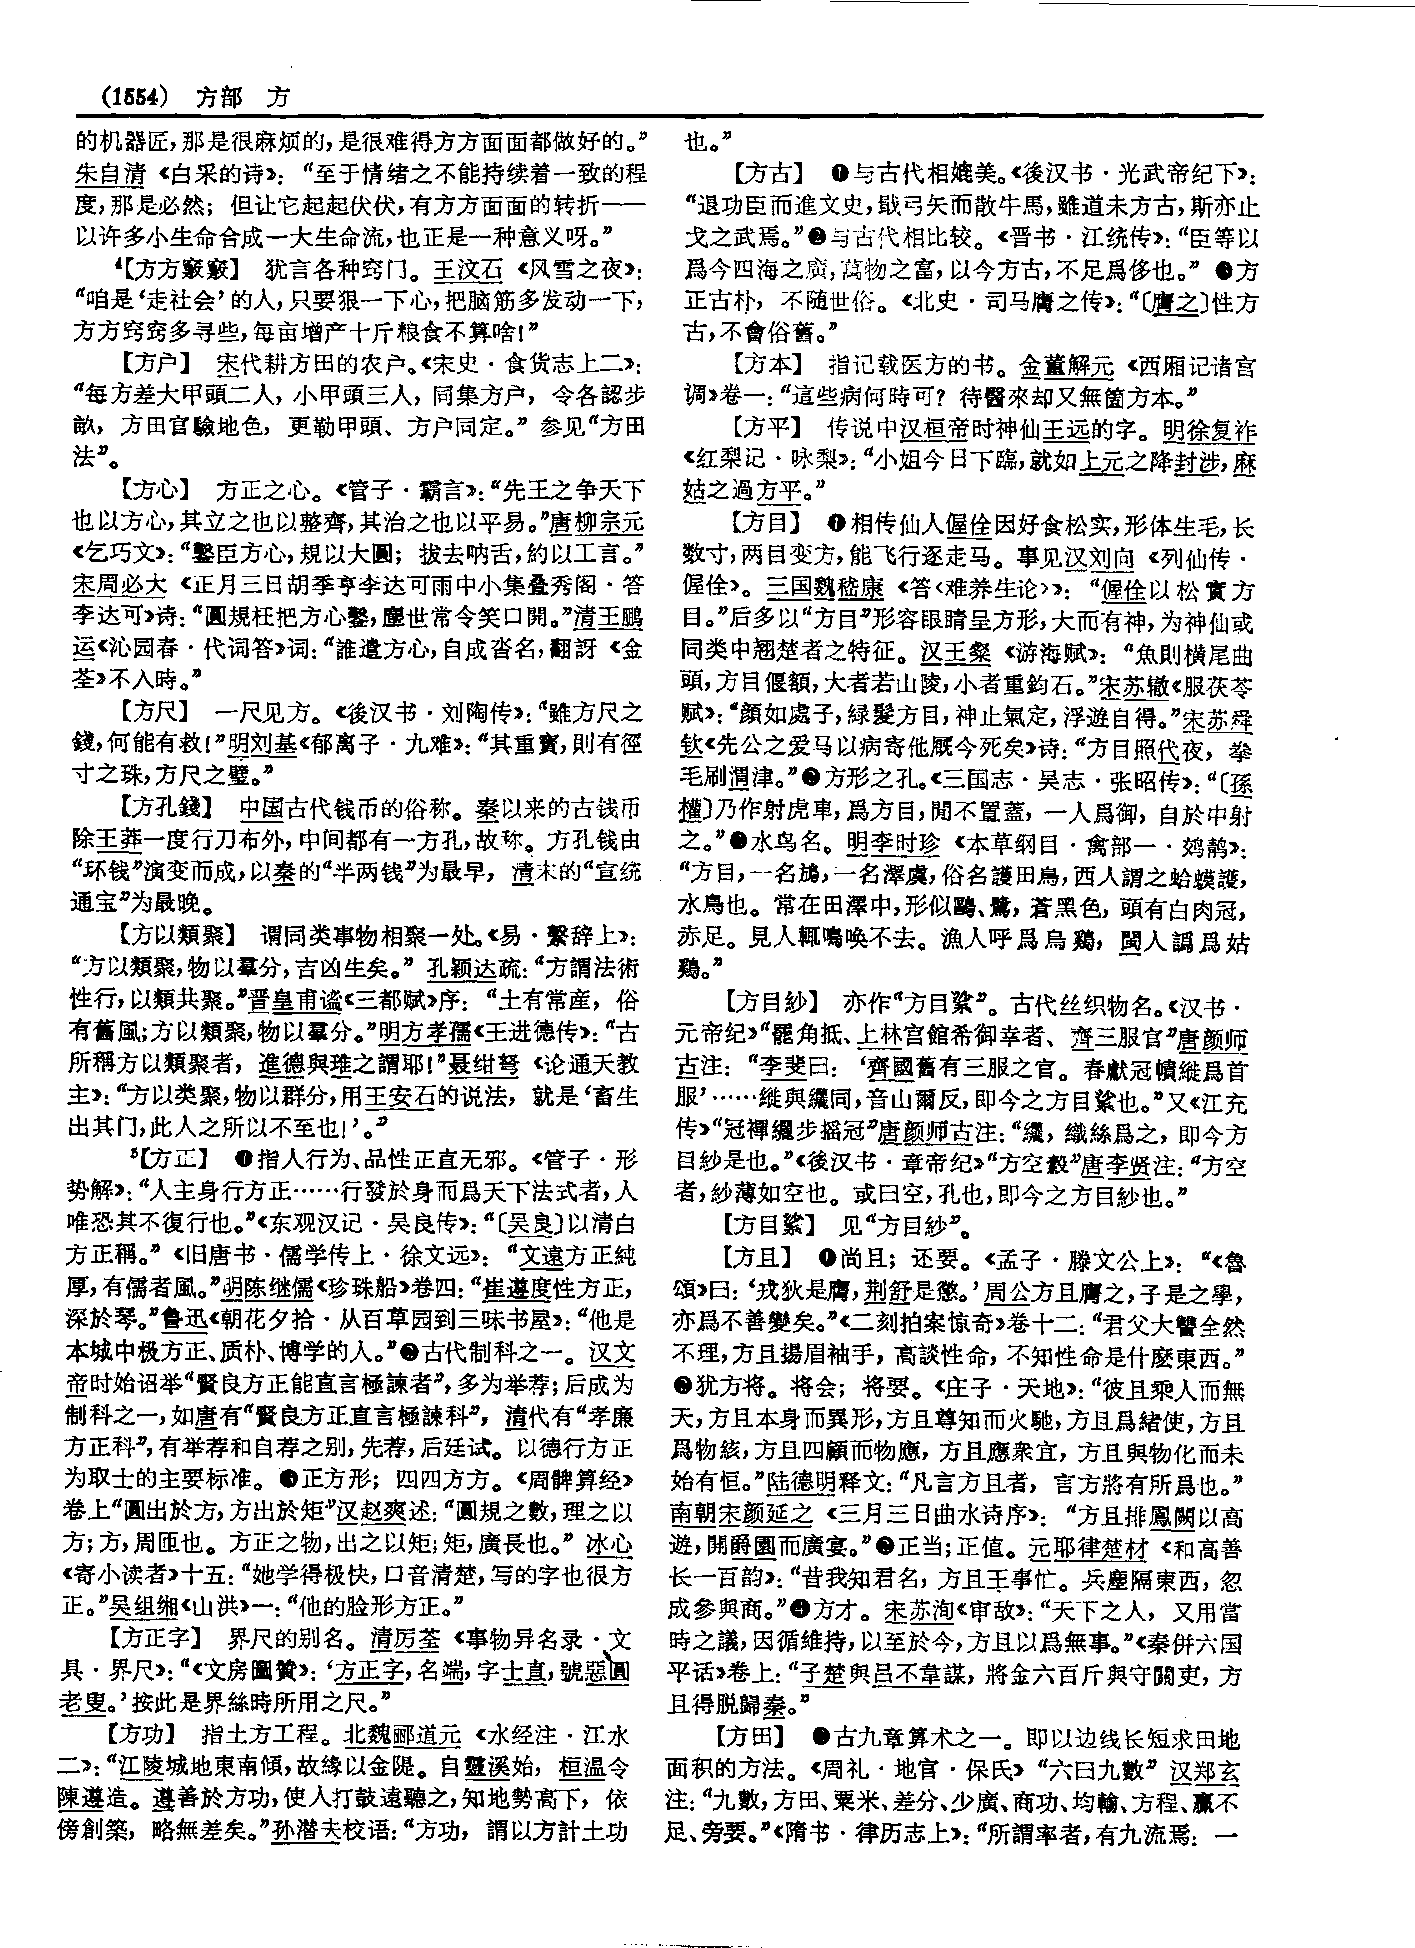 (1554) 方部 方
的机器匠,那是很麻烦的,是很难得方方面面都做好的。”
朱自清《白采的诗》：“至于情绪之不能持续着一致的程
度,那是必然；但让它起起伏伏,有方方面面的转折——
以许多小生命合成一大生命流,也正是一种意义呀。”
⁴【方方竅竅】 犹言各种窍门。王汶石《风雪之夜》：
“咱是‘走社会’的人,只要狠一下心,把脑筋多发动一下,
方方窍窍多寻些,每亩增产十斤粮食不算啥!”
【方户】 宋代耕方田的农户。《宋史·食货志上二》：
“每方差大甲頭二人,小甲頭三人,同集方户,令各認步
畝,方田官驗地色,更勒甲頭、方户同定。”参见“方田
法”。
【方心】 方正之心。《管子·霸言》：“先王之争天下
也以方心,其立之也以整齊,其治之也以平易。”唐柳宗元
《乞巧文》：“鑿臣方心,規以大圓；拔去呐舌,約以工言。”
宋周必大《正月三日胡季亨李达可雨中小集叠秀阁·答
李达可》诗：“圓規枉把方心鑿,塵世常令笑口開。”清王鹏
运《沁园春·代词答》词：“誰遣方心,自成沓名,翻訝《金
荃》不入時。”
【方尺】 一尺见方。《後汉书·刘陶传》：“雖方尺之
錢,何能有救!”明刘基《郁离子·九难》：“其重寶,則有徑
寸之珠,方尺之璧。”
【方孔錢】 中国古代钱币的俗称。秦以来的古钱币
除王莽一度行刀布外,中间都有一方孔,故称。方孔钱由
“环钱”演变而成,以秦的“半两钱”为最早,清末的“宣统
通宝”为最晚。
【方以類聚】 谓同类事物相聚一处。《易·繫辞上》：
“方以類聚,物以羣分,吉凶生矣。”孔颖达疏：“方謂法術
性行,以類共聚。”晋皇甫谧《三都赋》序：“土有常産,俗
有舊風;方以類聚,物以羣分。”明方孝孺《王进德传》：“古
所稱方以類聚者,進德與琟之謂耶!”聂绀弩《论通天教
主》：“方以类聚,物以群分,用王安石的说法,就是‘畜生
出其门,此人之所以不至也!’。”
⁵【方正】 ❶指人行为、品性正直无邪。《管子·形
势解》：“人主身行方正……行發於身而爲天下法式者,人
唯恐其不復行也。”《东观汉记·吴良传》：“〔吴良〕以清白
方正稱。”《旧唐书·儒学传上·徐文远》：“文遠方正純
厚,有儒者風。”明陈继儒《珍珠船》卷四：“崔遵度性方正,
深於琴。”鲁迅《朝花夕拾·从百草园到三味书屋》：“他是
本城中极方正、质朴、博学的人。”❷古代制科之一。汉文
帝时始诏举“賢良方正能直言極諫者”,多为举荐；后成为
制科之一,如唐有“賢良方正直言極諫科”,清代有“孝廉
方正科”,有举荐和自荐之别,先荐,后廷试。以德行方正
为取士的主要标准。❸正方形；四四方方。《周髀算经》
卷上“圓出於方,方出於矩”汉赵爽述：“圓規之數,理之以
方;方,周匝也。方正之物,出之以矩;矩,廣長也。”冰心
《寄小读者》十五：“她学得极快,口音清楚,写的字也很方
正。”吴组缃《山洪》一：“他的脸形方正。”
【方正字】 界尺的别名。清厉荃《事物异名录·文
具·界尺》：“《文房圖贊》：‘方正字,名端,字士直,號惡圓
老叟。’按此是界絲時所用之尺。”
【方功】 指土方工程。北魏郦道元《水经注·江水
二》：“江陵城地東南傾,故缘以金隄。自靈溪始,桓温令
陳遵造。遵善於方功,使人打鼓遠聽之,知地勢高下,依
傍創築,略無差矣。”孙潜夫校语：“方功,謂以方計土功
也。”
【方古】 ❶与古代相媲美。《後汉书·光武帝纪下》：
“退功臣而進文史,戢弓矢而散牛馬,雖道未方古,斯亦止
戈之武焉。”❷与古代相比较。《晋书·江统传》：“臣等以
爲今四海之廣,萬物之富,以今方古,不足爲侈也。”❸方
正古朴,不随世俗。《北史·司马膺之传》：“〔膺之〕性方
古,不會俗舊。”
【方本】 指记载医方的书。金董解元《西厢记诸宫
调》卷一：“這些病何時可？待醫來却又無箇方本。”
【方平】 传说中汉桓帝时神仙王远的字。明徐复祚
《红梨记·咏梨》：“小姐今日下臨,就如上元之降封涉,麻
姑之過方平。”
【方目】 ❶相传仙人偓佺因好食松实,形体生毛,长
数寸,两目变方,能飞行逐走马。事见汉刘向《列仙传·
偓佺》。三国魏嵇康《答〈难养生论〉》：“偓佺以松實方
目。”后多以“方目”形容眼睛呈方形,大而有神,为神仙或
同类中翘楚者之特征。汉王粲《游海赋》：“魚則横尾曲
頭,方目偃額,大者若山陵,小者重鈞石。”宋苏辙《服茯苓
赋》：“顔如處子,緑髮方目,神止氣定,浮遊自得。”宋苏舜
钦《先公之爱马以病寄他厩今死矣》诗：“方目照代夜,拳
毛刷渭津。”❷方形之孔。《三国志·吴志·张昭传》：“〔孫
權〕乃作射虎車,爲方目,閒不置蓋,一人爲御,自於中射
之。”❸水鸟名。明李时珍《本草纲目·禽部一·鸡鹊》：
“方目,一名鴋,一名澤虞,俗名護田鳥,西人謂之蛤蟆護,
水鳥也。常在田澤中,形似鷗、鷺,蒼黑色,頭有白肉冠,
赤足。見人輒鳴唤不去。漁人呼爲烏鷄,閩人訛爲姑
鷄。”
【方目紗】 亦作“方目䋲”。古代丝织物名。《汉书·
元帝纪》“罷角抵、上林宫館希御幸者、齊三服官”唐颜师
古注：“李斐曰：‘齊國舊有三服之官。春獻冠幘縰爲首
服’……縰與纚同,音山爾反,即今之方目䋲也。”又《江充
传》“冠襌纚步摇冠”唐颜师古注：“纚,織絲爲之,即今方
目紗是也。”《後汉书·章帝纪》“方空縠”唐李贤注：“方空
者,紗薄如空也。或曰空,孔也,即今之方目紗也。”
【方目䋲】 见“方目紗”。
【方且】 ❶尚且；还要。《孟子·滕文公上》：“《魯
頌》曰：‘戎狄是膺,荆舒是懲。’周公方且膺之,子是之學,
亦爲不善變矣。”《二刻拍案惊奇》卷十二：“君父大讐全然
不理,方且揚眉袖手,高談性命,不知性命是什麽東西。”
❷犹方将。将会；将要。《庄子·天地》：“彼且乘人而無
天,方且本身而異形,方且尊知而火馳,方且爲緒使,方且
爲物絃,方且四顧而物應,方且應衆宜,方且與物化而未
始有恒。”陆德明释文：“凡言方且者,言方將有所爲也。”
南朝宋颜延之《三月三日曲水诗序》：“方且排鳳闕以高
遊,開爵園而廣宴。”❸正当；正值。元耶律楚材《和高善
长一百韵》：“昔我知君名,方且王事忙。兵塵隔東西,忽
成參與商。”❹方才。宋苏洵《审敌》：“天下之人,又用當
時之議,因循維持,以至於今,方且以爲無事。”《秦併六国
平话》卷上：“子楚與吕不韋謀,將金六百斤與守關吏,方
且得脱歸秦。”
【方田】 ❶古九章算术之一。即以边线长短求田地
面积的方法。《周礼·地官·保氏》“六曰九數”汉郑玄
注：“九數,方田、粟米、差分、少廣、商功、均輸、方程、贏不
足、旁要。”《隋书·律历志上》：“所謂率者,有九流焉：一